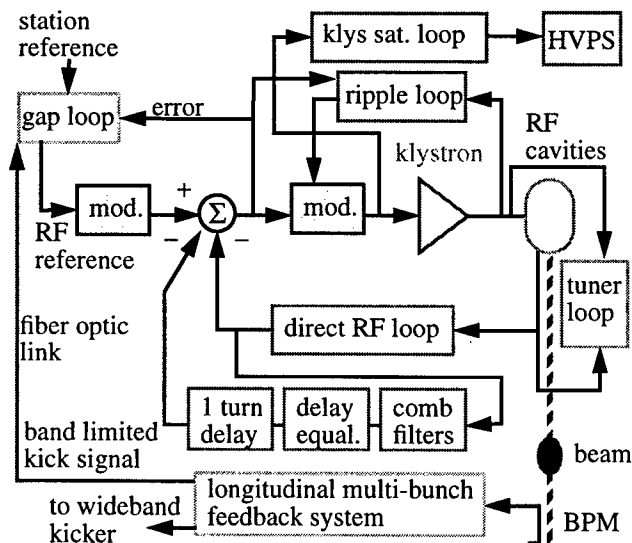 station
reference
klys sat. loop
HVPS
gap loop
error
ripple loop
RF
cavities
klystron
mod.
+
Σ
−
−
mod.
RF
reference
tuner
loop
fiber optic
link
direct RF loop
1 turn
delay
delay
equal.
comb
filters
band limited
kick signal
beam
longitudinal multi-bunch
feedback system
to wideband
kicker
BPM